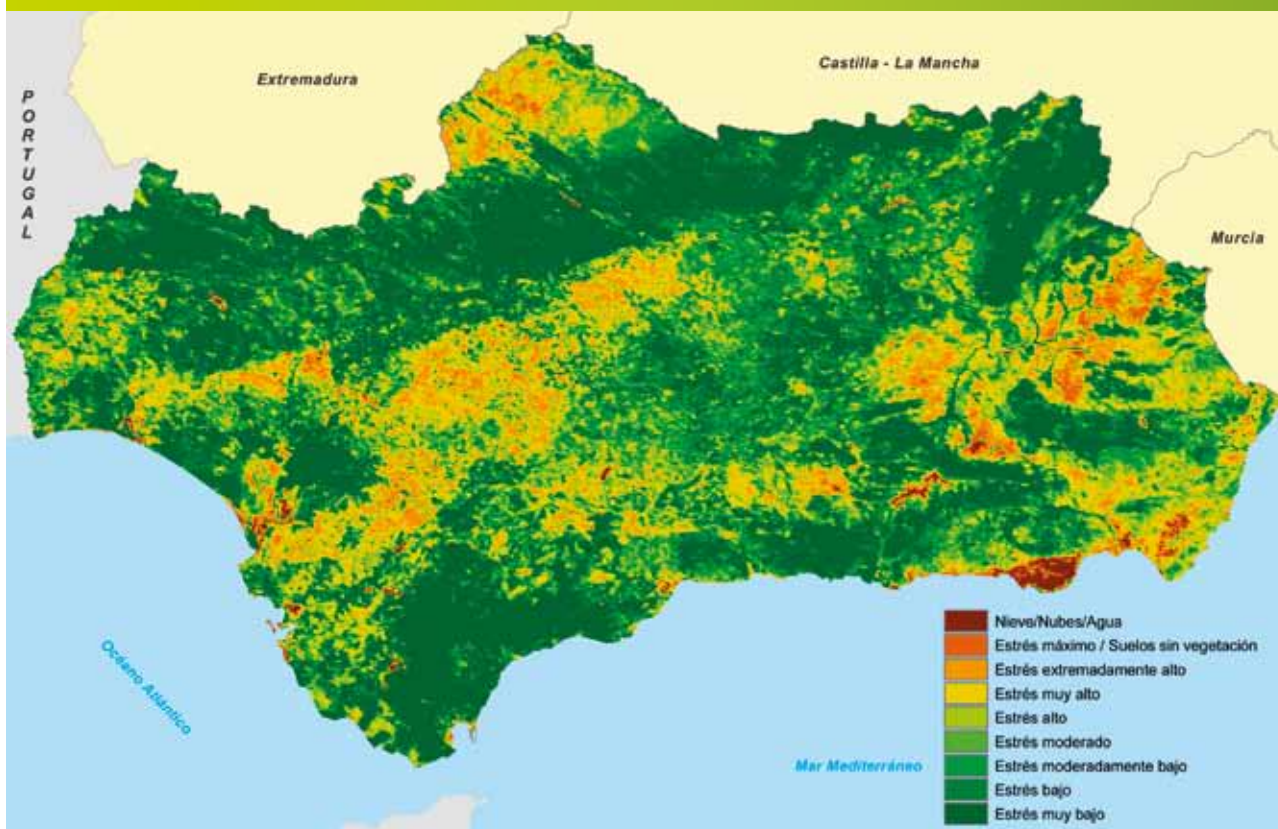 Extremadura
Castilla - La Mancha
PORTUGAL
Murcia
Océano Atlántico
Mar Mediterráneo
Nieve/Nubes/Agua
Estrés máximo / Suelos sin vegetación
Estrés extremadamente alto
Estrés muy alto
Estrés alto
Estrés moderado
Estrés moderadamente bajo
Estrés bajo
Estrés muy bajo